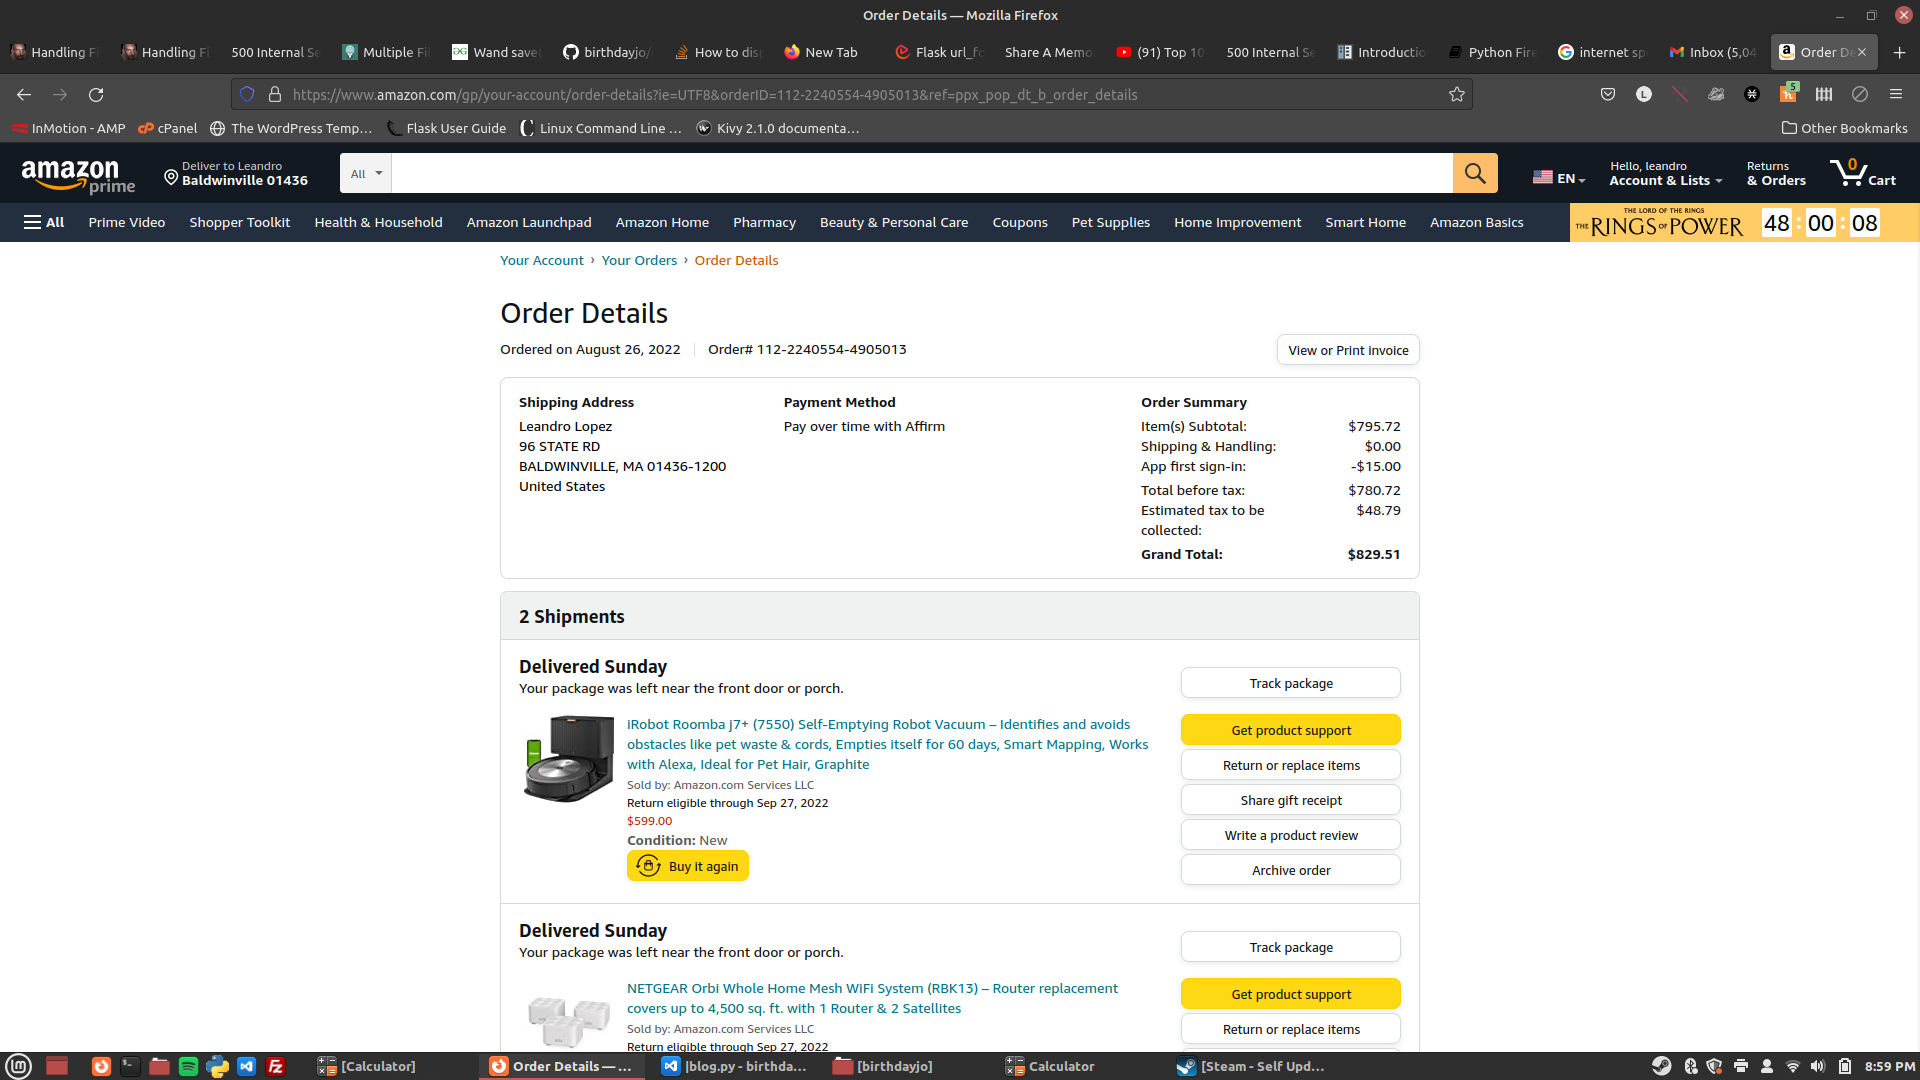 Order Details — Mozilla Firefox
Handling Fi
Handling Fi
500 Internal Se
Multiple Fil
Wand save(
birthdayjo/
How to disp
New Tab
Flask url_fo
Share A Memo
(91) Top 10
500 Internal Se
Introductio
Python Fire
internet spe
Inbox (5,04
Order De
https://www.amazon.com/gp/your-account/order-details?ie=UTF8&orderID=112-2240554-4905013&ref=ppx_pop_dt_b_order_details
L
5
InMotion - AMP
cPanel
The WordPress Temp…
Flask User Guide
Linux Command Line …
Kivy 2.1.0 documenta…
Other Bookmarks
amazon prime
Deliver to Leandro
Baldwinville 01436
All
EN
Hello, leandro
Account & Lists
Returns
& Orders
0
Cart
All
Prime Video
Shopper Toolkit
Health & Household
Amazon Launchpad
Amazon Home
Pharmacy
Beauty & Personal Care
Coupons
Pet Supplies
Home Improvement
Smart Home
Amazon Basics
THE LORD OF THE RINGS
THE RINGS OF POWER
48 : 00 : 08
Your Account › Your Orders › Order Details
Order Details
Ordered on August 26, 2022
Order# 112-2240554-4905013
View or Print invoice
Shipping Address
Leandro Lopez
96 STATE RD
BALDWINVILLE, MA 01436-1200
United States
Payment Method
Pay over time with Affirm
Order Summary
Item(s) Subtotal: $795.72
Shipping & Handling: $0.00
App first sign-in: -$15.00
Total before tax: $780.72
Estimated tax to be collected: $48.79
Grand Total: $829.51
2 Shipments
Delivered Sunday
Your package was left near the front door or porch.
iRobot Roomba j7+ (7550) Self-Emptying Robot Vacuum – Identifies and avoids
obstacles like pet waste & cords, Empties itself for 60 days, Smart Mapping, Works
with Alexa, Ideal for Pet Hair, Graphite
Sold by: Amazon.com Services LLC
Return eligible through Sep 27, 2022
$599.00
Condition: New
Buy it again
Track package
Get product support
Return or replace items
Share gift receipt
Write a product review
Archive order
Delivered Sunday
Your package was left near the front door or porch.
NETGEAR Orbi Whole Home Mesh WiFi System (RBK13) – Router replacement
covers up to 4,500 sq. ft. with 1 Router & 2 Satellites
Sold by: Amazon.com Services LLC
Return eligible through Sep 27, 2022
Track package
Get product support
Return or replace items
[Calculator]
Order Details — ...
|blog.py - birthda...
[birthdayjo]
Calculator
[Steam - Self Upd...
8:59 PM